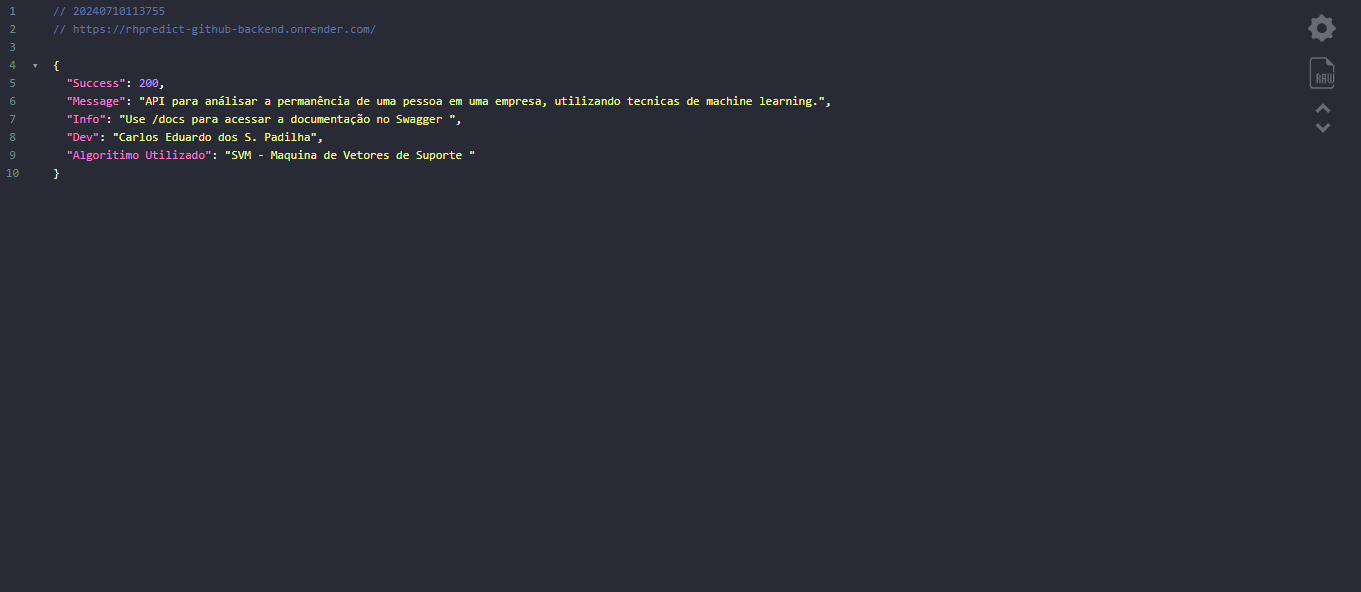 1 // 20240710113755
2 // https://rhpredict-github-backend.onrender.com/
3
4 {
5 "Success": 200,
6 "Message": "API para análisar a permanência de uma pessoa em uma empresa, utilizando tecnicas de machine learning.",
7 "Info": "Use /docs para acessar a documentação no Swagger ",
8 "Dev": "Carlos Eduardo dos S. Padilha",
9 "Algoritimo Utilizado": "SVM - Maquina de Vetores de Suporte "
10 }
RAW